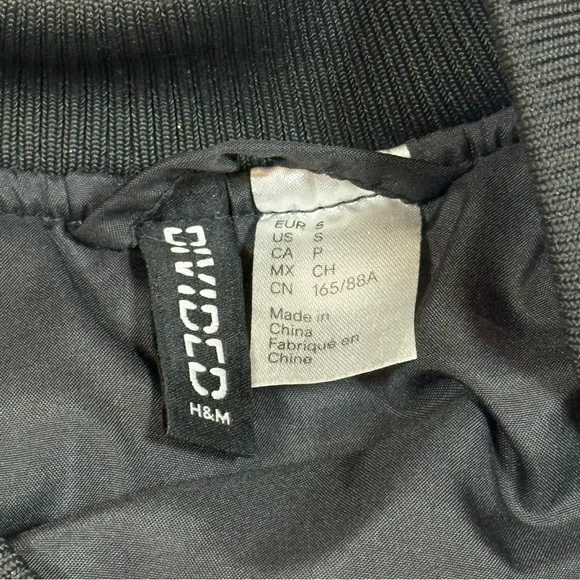 DIVIDED
H&M
EUR S
US S
CA P
MX CH
CN 165/88A
Made in
China
Fabriqué en
Chine